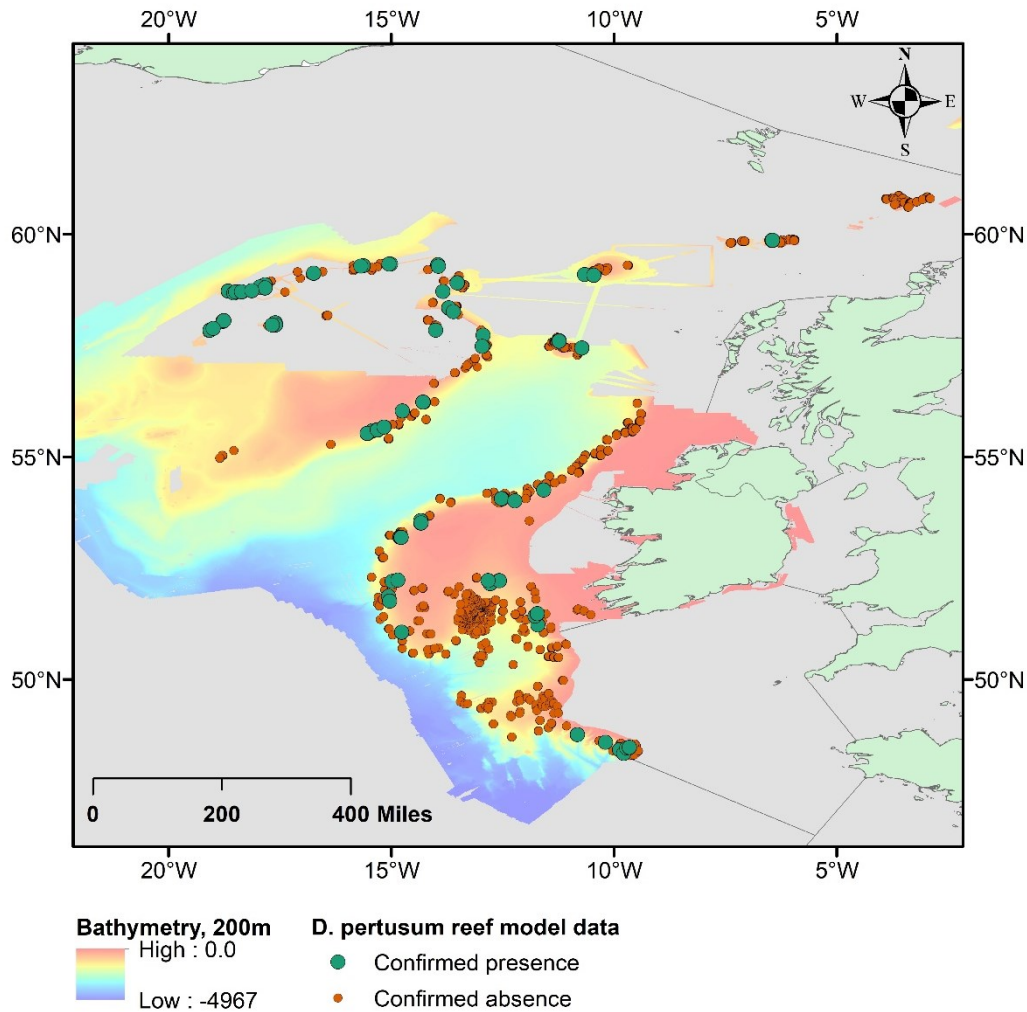 20°W 15°W 10°W 5°W
N
W E
S
60°N 60°N
55°N 55°N
50°N 50°N
0 200 400 Miles
20°W 15°W 10°W 5°W
Bathymetry, 200m
High : 0.0
Low : -4967
D. pertusum reef model data
Confirmed presence
Confirmed absence